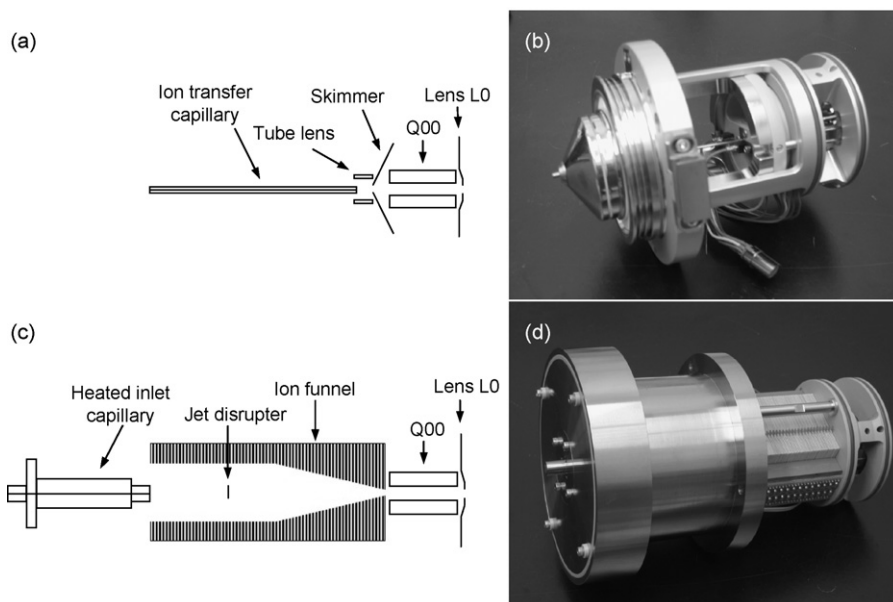 (a)
Ion transfer
capillary
Tube lens
Skimmer
Q00
Lens L0
(b)
(c)
Heated inlet
capillary
Jet disrupter
Ion funnel
Q00
Lens L0
(d)